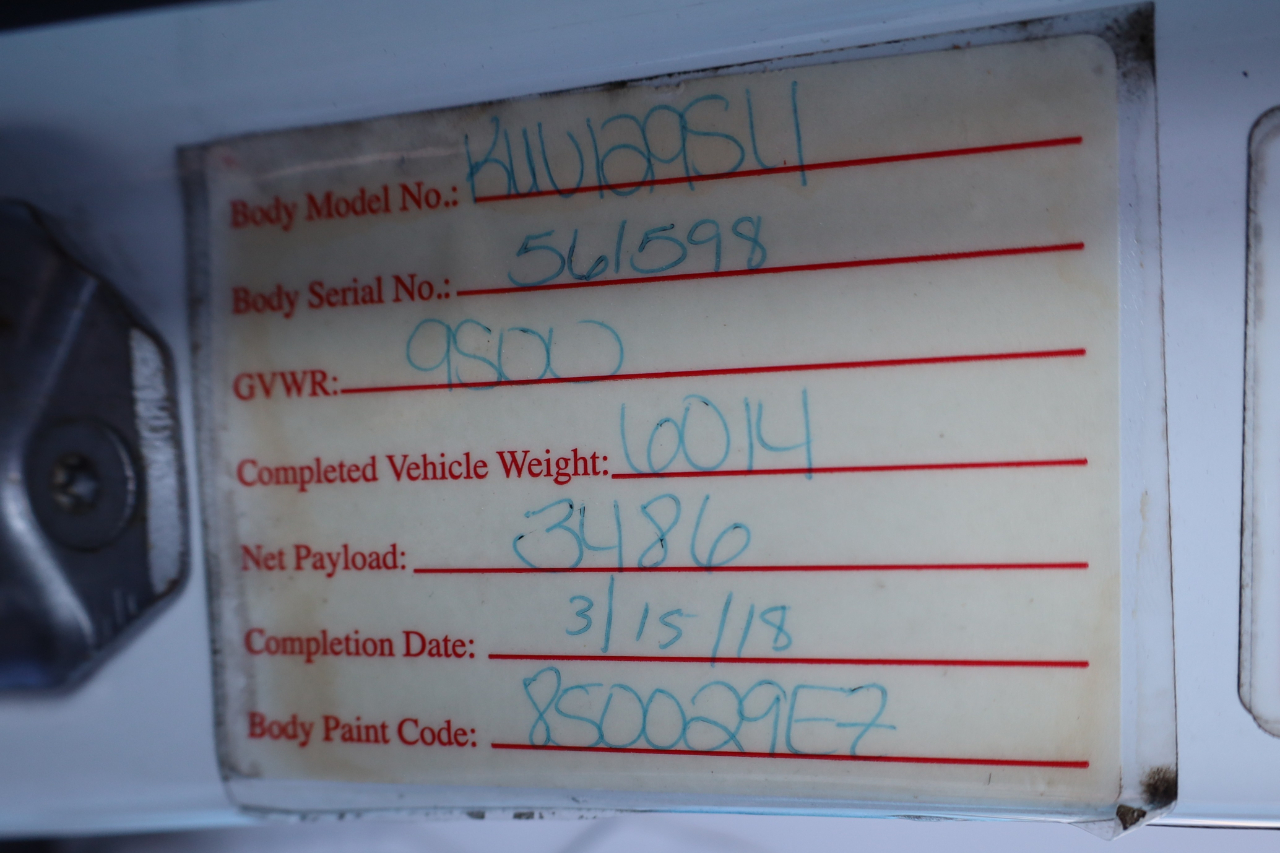 Body Model No.: KUV129SU
Body Serial No.: 561598
GVWR: 9500
Completed Vehicle Weight: 6014
Net Payload: 3486
Completion Date: 3/15/18
Body Paint Code: 850029E7